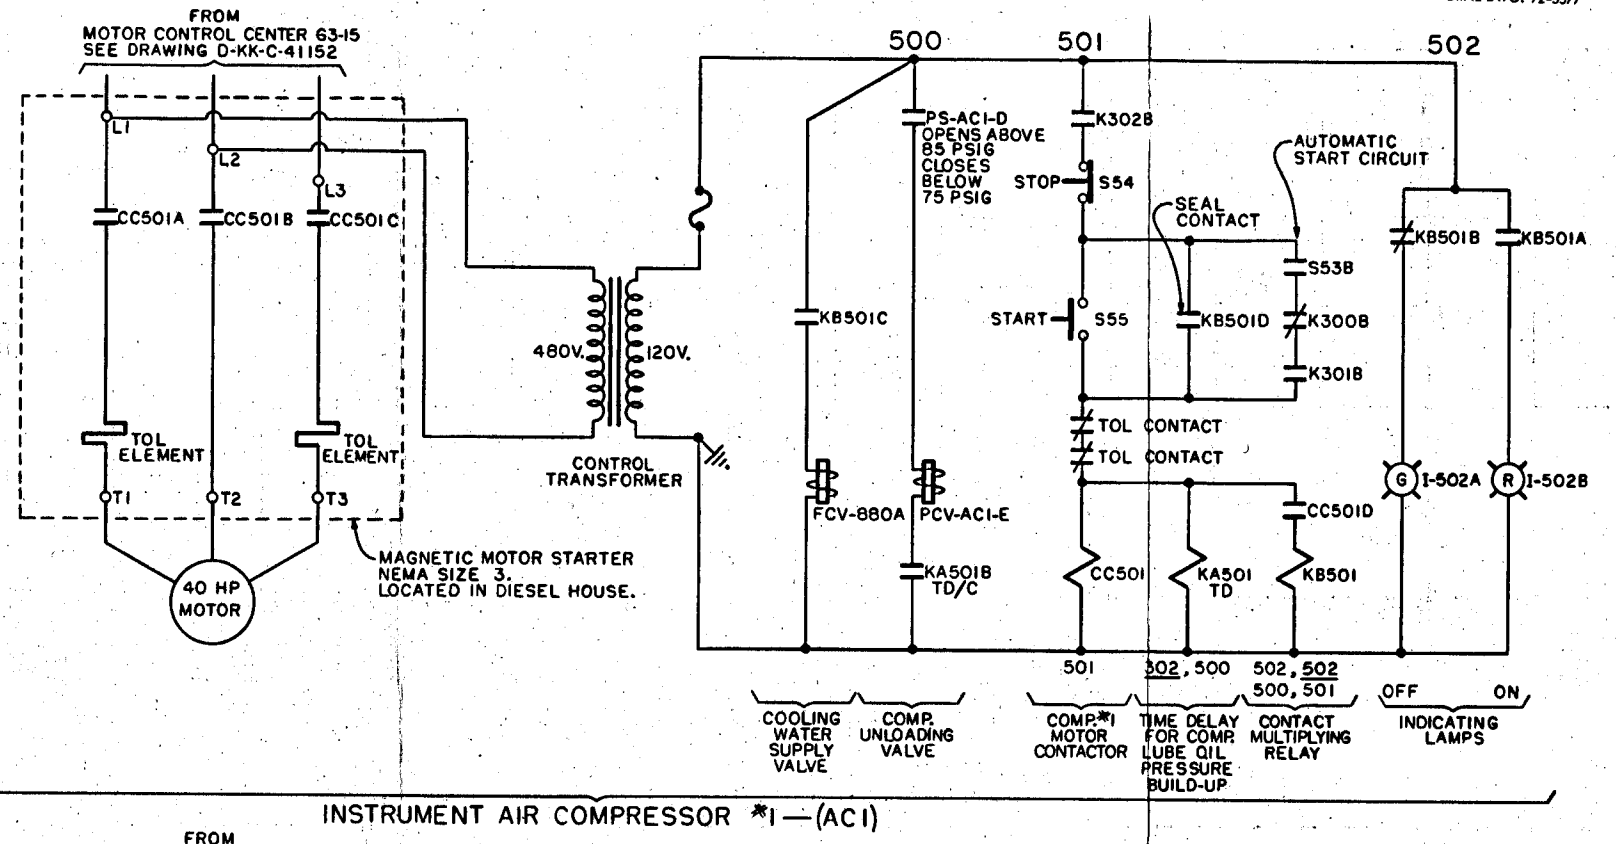 FROM
MOTOR CONTROL CENTER G3-15
SEE DRAWING D-KK-C-41152
L1
L2
L3
CC501A
CC501B
CC501C
TOL
ELEMENT
TOL
ELEMENT
T1
T2
T3
40 HP
MOTOR
MAGNETIC MOTOR STARTER
NEMA SIZE 3.
LOCATED IN DIESEL HOUSE.
480V.
120V.
CONTROL
TRANSFORMER
500
501
502
PS-AC1-D
OPENS ABOVE
85 PSIG
CLOSES
BELOW
75 PSIG
KB501C
FCV-880A
PCV-AC1-E
KA501B
TD/C
K302B
STOP
S54
START
S55
SEAL
CONTACT
KB501D
AUTOMATIC
START CIRCUIT
S53B
K300B
K301B
TOL CONTACT
TOL CONTACT
CC501D
CC501
KA501
TD
KB501
KB501B
KB501A
G
I-502A
R
I-502B
501
302, 500
502, 502
500, 501
OFF
ON
COOLING
WATER
SUPPLY
VALVE
COMP.
UNLOADING
VALVE
COMP.#1
MOTOR
CONTACTOR
TIME DELAY
FOR COMP.
LUBE OIL
PRESSURE
BUILD-UP
CONTACT
MULTIPLYING
RELAY
INDICATING
LAMPS
INSTRUMENT AIR COMPRESSOR #1—(AC1)
FROM